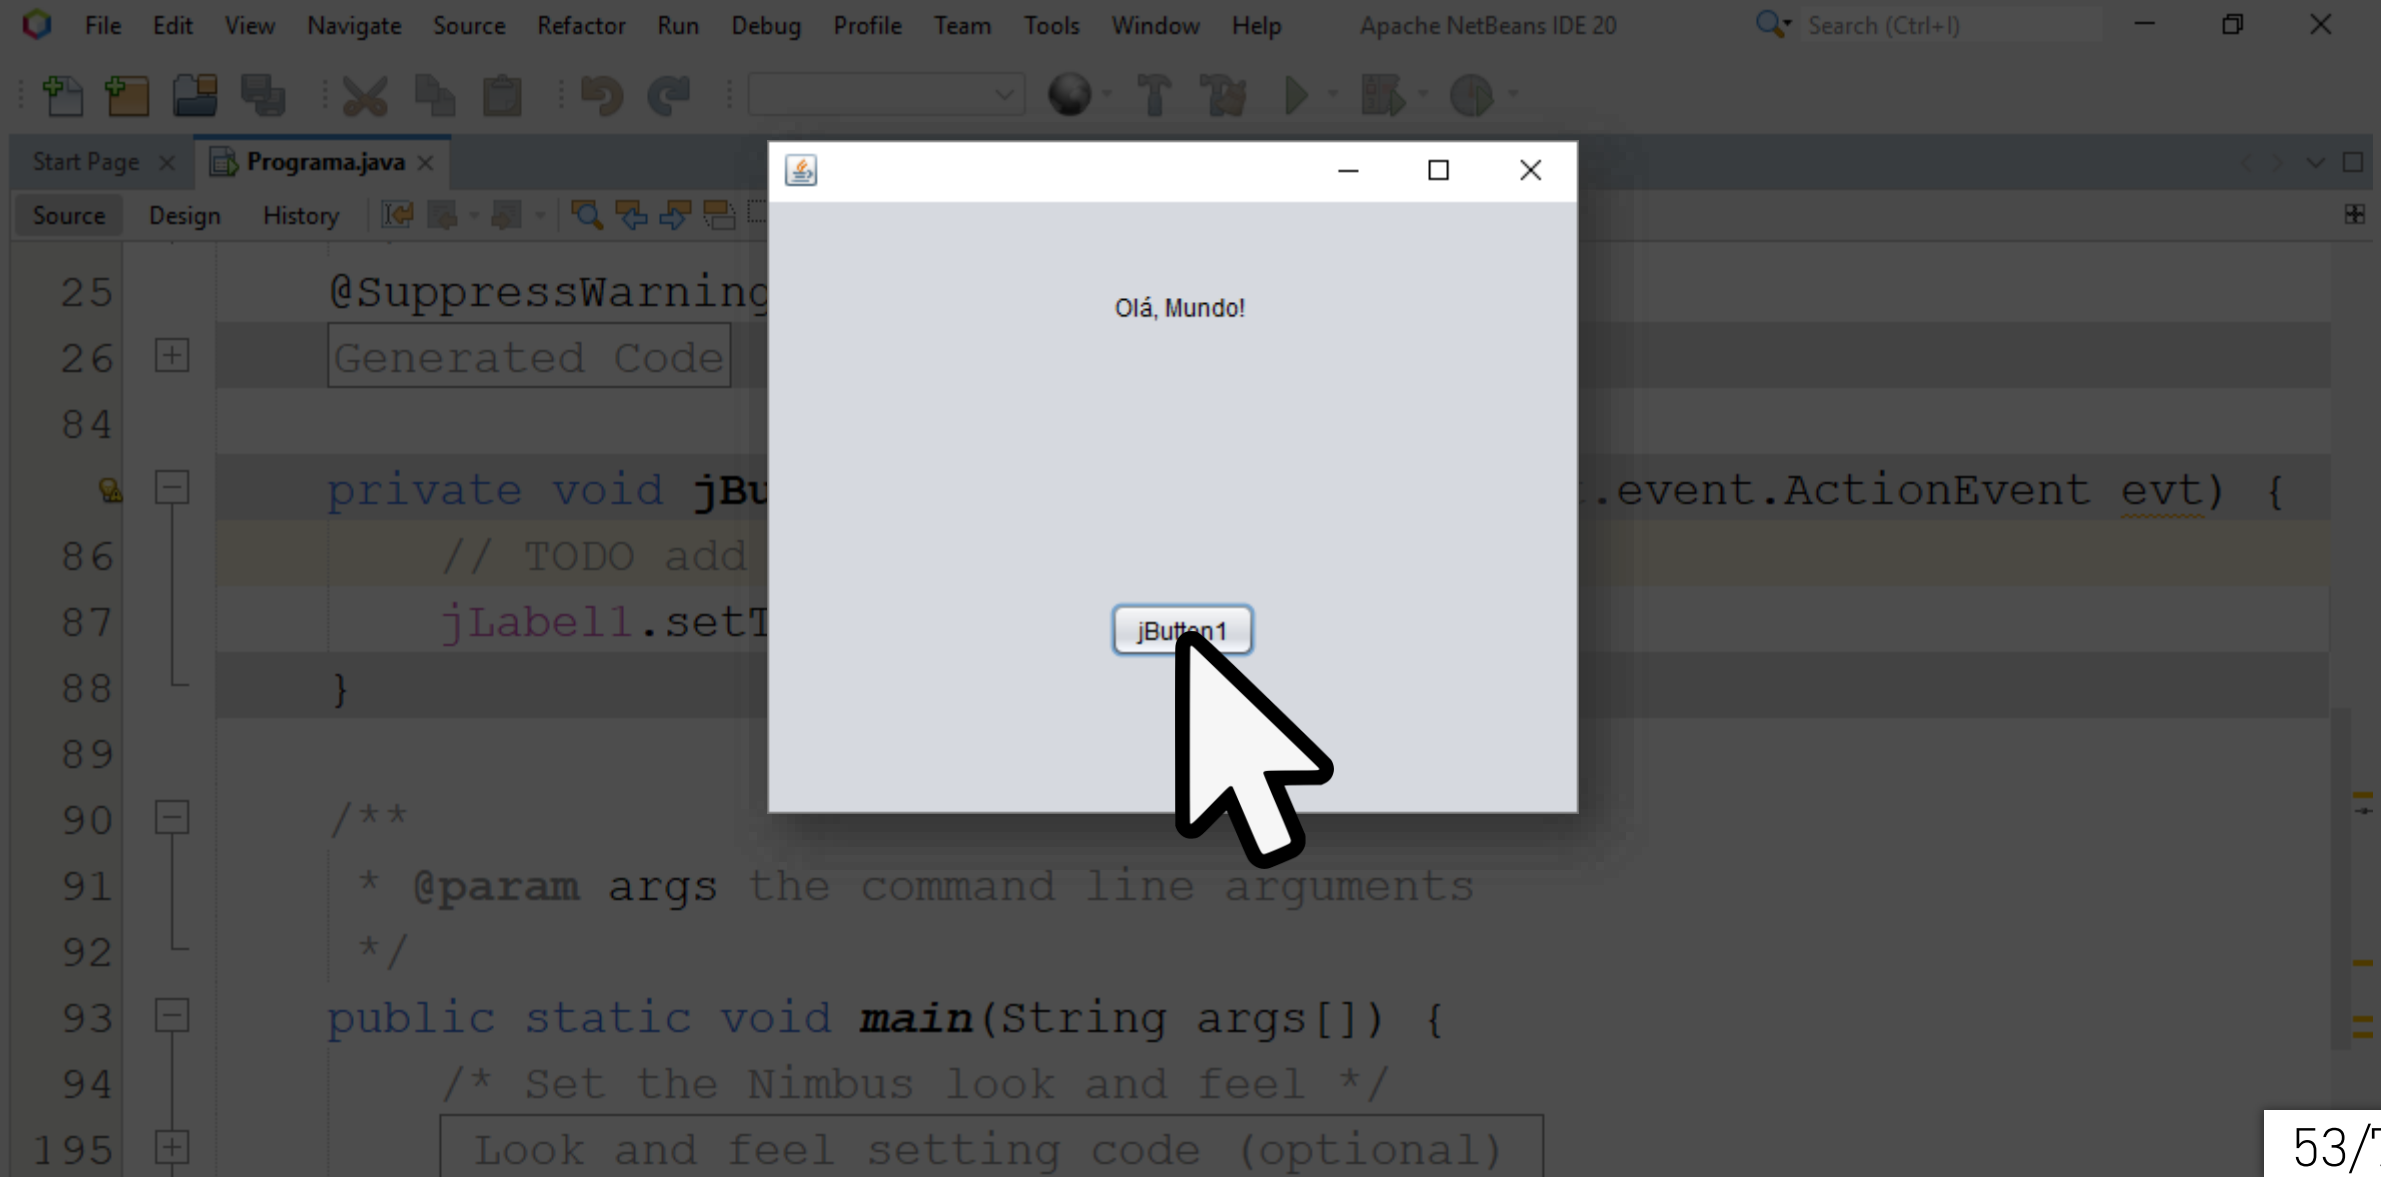 File Edit View Navigate Source Refactor Run Debug Profile Team Tools Window Help Apache NetBeans IDE 20 Search (Ctrl+I)
Start Page Programa.java
Source Design History
Olá, Mundo!
jButton1
25 @SuppressWarning
26 Generated Code
84
private void jBu .event.ActionEvent evt) {
86 // TODO add
87 jLabel1.setT
88 }
89
90 /**
91 * @param args the command line arguments
92 */
93 public static void main(String args[]) {
94 /* Set the Nimbus look and feel */
195 Look and feel setting code (optional)
53/